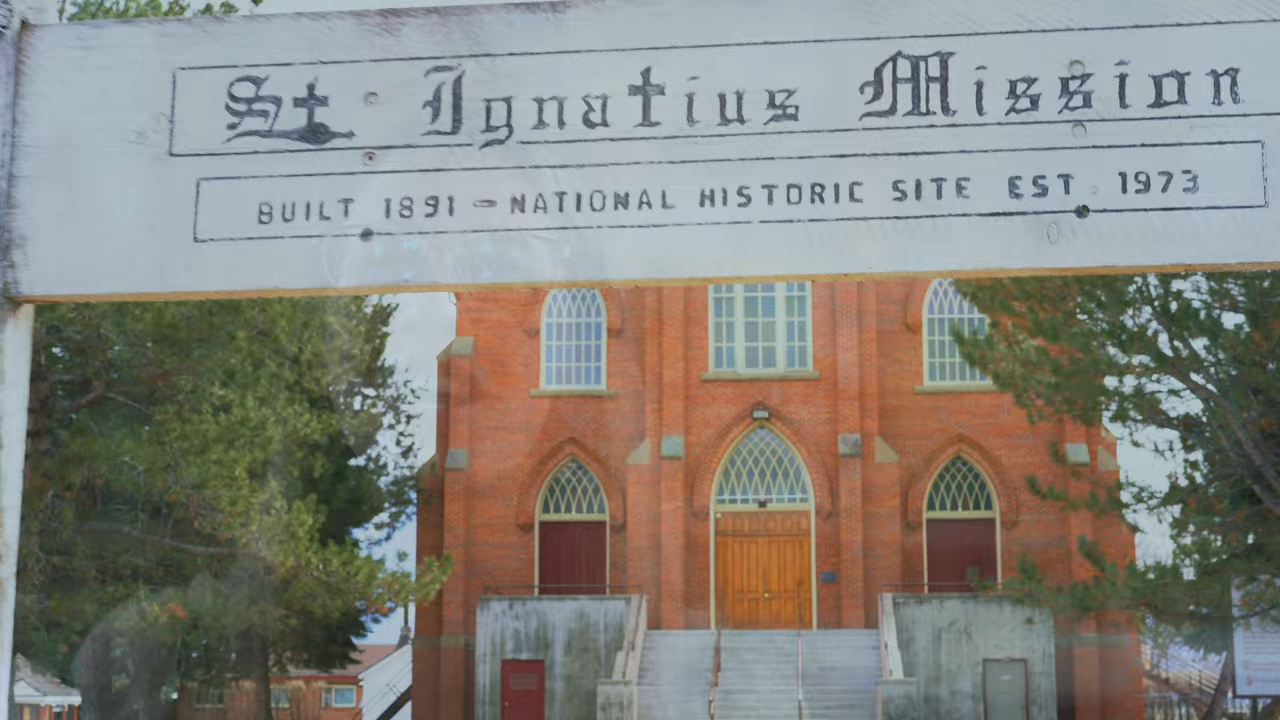 St Ignatius Mission
BUILT 1891 - NATIONAL HISTORIC SITE EST. 1973